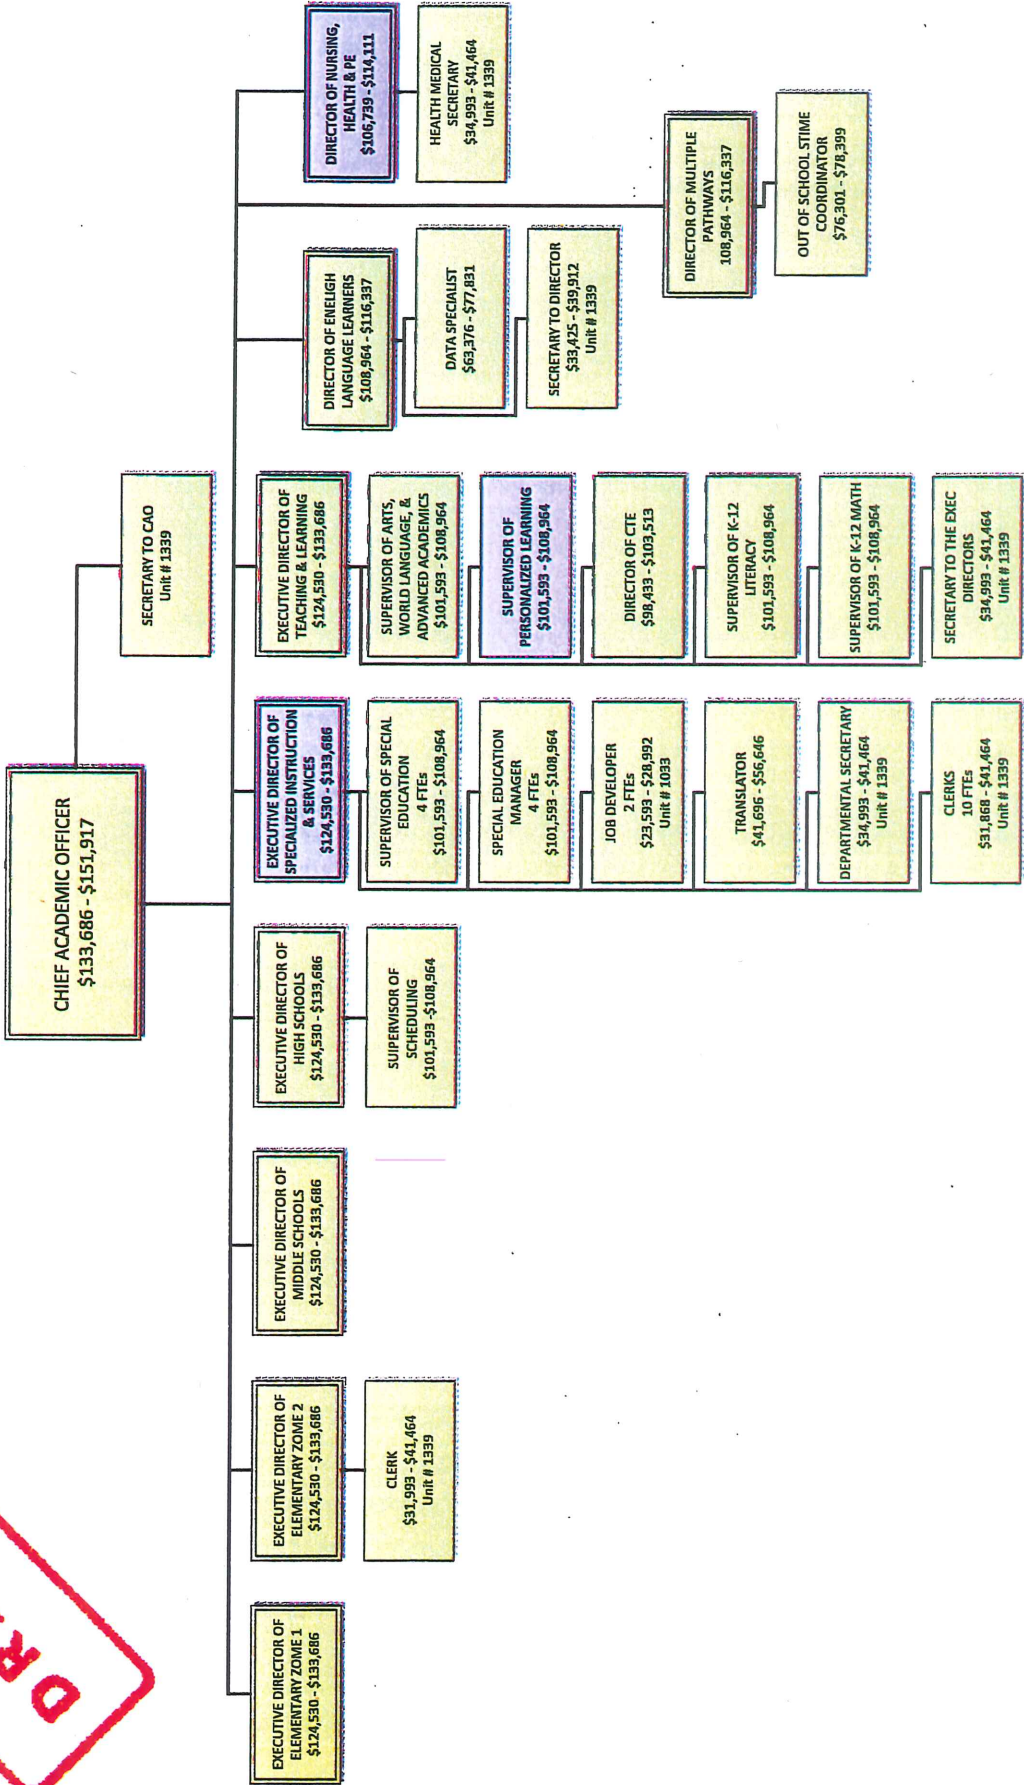 CHIEF ACADEMIC OFFICER
$133,686 - $151,917
SECRETARY TO CAO
Unit # 1339
EXECUTIVE DIRECTOR OF
ELEMENTARY ZOME 1
$124,530 - $133,686
EXECUTIVE DIRECTOR OF
ELEMENTARY ZOME 2
$124,530 - $133,686
CLERK
$31,993 - $41,464
Unit # 1339
EXECUTIVE DIRECTOR OF
MIDDLE SCHOOLS
$124,530 - $133,686
EXECUTIVE DIRECTOR OF
HIGH SCHOOLS
$124,530 - $133,686
SUIPERVISOR OF
SCHEDULING
$101,593 -$108,964
EXECUTIVE DIRECTOR OF
SPECIALIZED INSTRUCTION
& SERVICES
$124,530 - $133,686
SUPERVISOR OF SPECIAL
EDUCATION
4 FTEs
$101,593 - $108,964
SPECIAL EDUCATION
MANAGER
4 FTEs
$101,593 - $108,964
JOB DEVELOPER
2 FTEs
$23,593 - $28,992
Unit # 1033
TRANSLATOR
$41,696 - $56,646
DEPARTMENTAL SECRETARY
$34,993 - $41,464
Unit # 1339
CLERKS
10 FTEs
$31,868 - $41,464
Unit # 1339
EXECUTIVE DIRECTOR OF
TEACHING & LEARNING
$124,530 - $133,686
SUPERVISOR OF ARTS,
WORLD LANGUAGE, &
ADVANCED ACADEMICS
$101,593 - $108,964
SUPERVISOR OF
PERSONALIZED LEARNING
$101,593 - $108,964
DIRECTOR OF CTE
$98,433 - $103,513
SUPERVISOR OF K-12
LITERACY
$101,593 - $108,964
SUPERVISOR OF K-12 MATH
$101,593 - $108,964
SECRETARY TO THE EXEC
DIRECTORS
$34,993 - $41,464
Unit # 1339
DIRECTOR OF ENELIGH
LANGUAGE LEARNERS
$108,964 - $116,337
DATA SPECIALIST
$63,376 - $77,831
SECRETARY TO DIRECTOR
$33,425 - $39,912
Unit # 1339
DIRECTOR OF MULTIPLE
PATHWAYS
108,964 - $116,337
OUT OF SCHOOL STIME
COORDINATOR
$76,301 - $78,399
DIRECTOR OF NURSING,
HEALTH & PE
$106,739 - $114,111
HEALTH MEDICAL
SECRETARY
$34,993 - $41,464
Unit # 1339